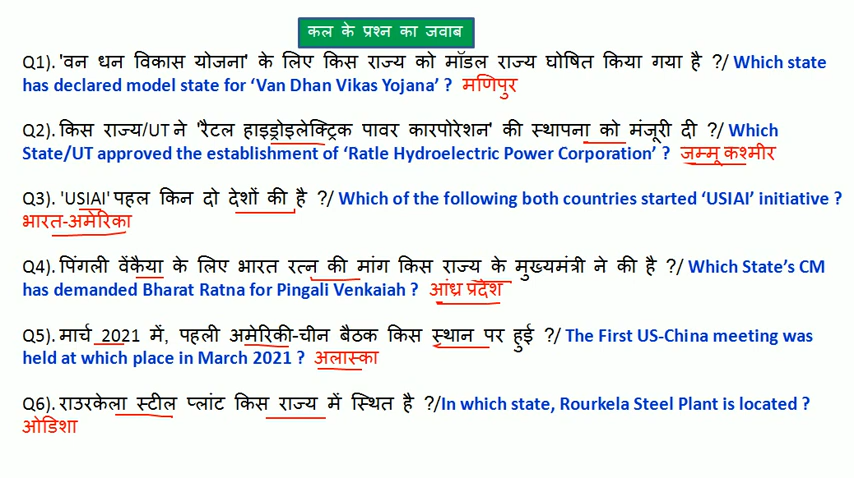 कल के प्रश्न का जवाब
Q1). 'वन धन विकास योजना' के लिए किस राज्य को मॉडल राज्य घोषित किया गया है ?/ Which state
has declared model state for ‘Van Dhan Vikas Yojana’ ? मणिपुर
Q2). किस राज्य/UT ने 'रैटल हाइड्रोइलेक्ट्रिक पावर कारपोरेशन' की स्थापना को मंजूरी दी ?/ Which
State/UT approved the establishment of ‘Ratle Hydroelectric Power Corporation’ ? जम्मू कश्मीर
Q3). 'USIAI' पहल किन दो देशों की है ?/ Which of the following both countries started ‘USIAI’ initiative ?
भारत-अमेरिका
Q4). पिंगली वेंकैया के लिए भारत रत्न की मांग किस राज्य के मुख्यमंत्री ने की है ?/ Which State’s CM
has demanded Bharat Ratna for Pingali Venkaiah ? आंध्र प्रदेश
Q5). मार्च 2021 में, पहली अमेरिकी-चीन बैठक किस स्थान पर हुई ?/ The First US-China meeting was
held at which place in March 2021 ? अलास्का
Q6). राउरकेला स्टील प्लांट किस राज्य में स्थित है ?/In which state, Rourkela Steel Plant is located ?
ओडिशा